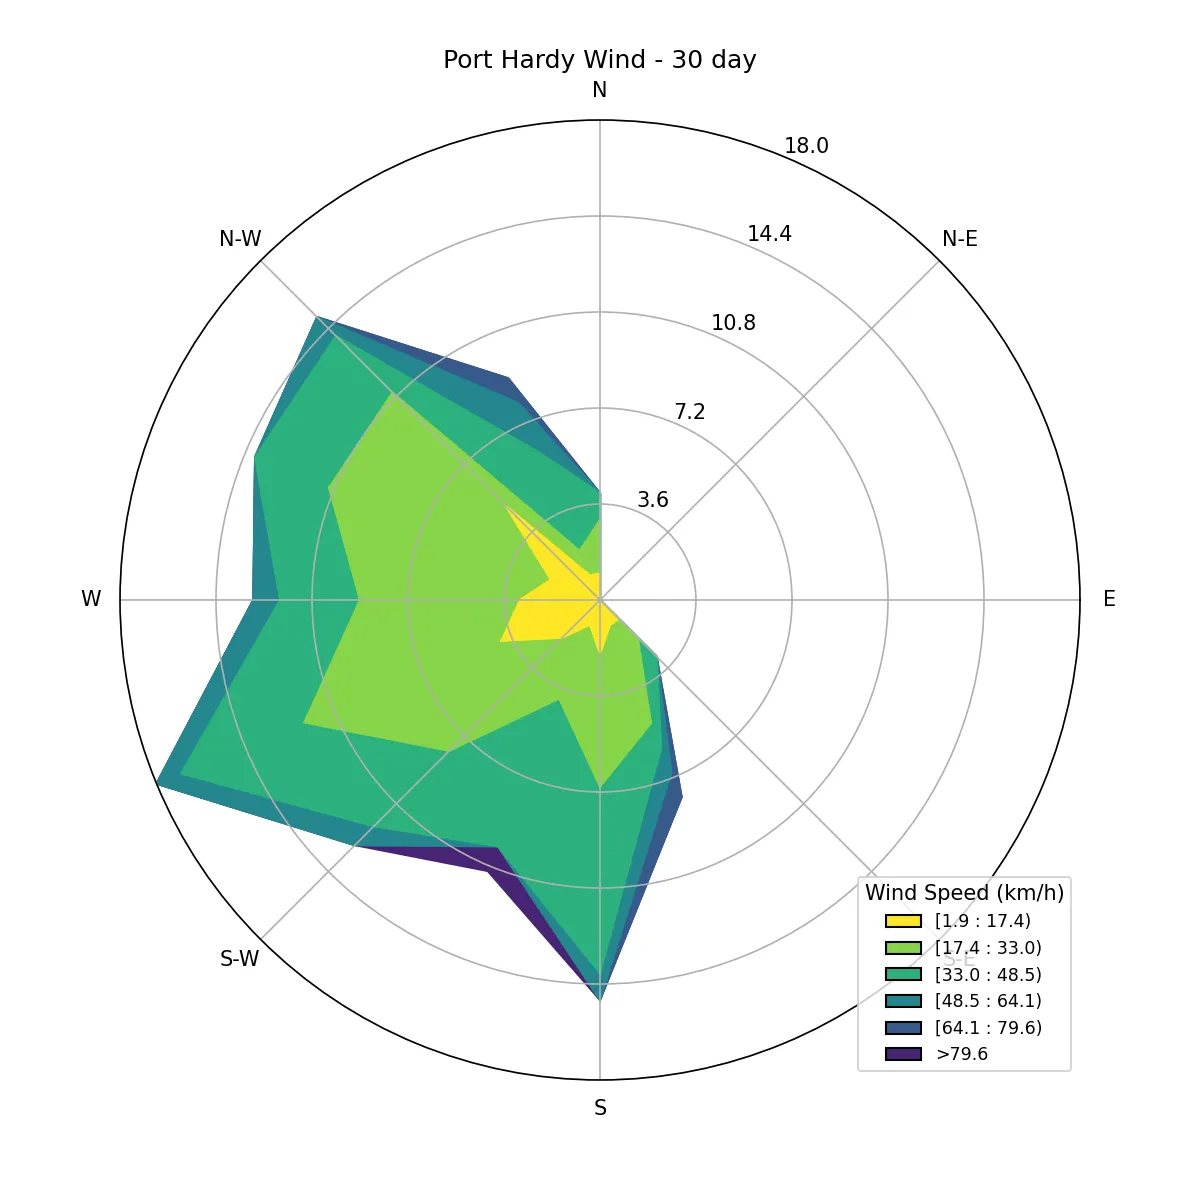 Port Hardy Wind - 30 day
N
18.0
14.4
N-W
N-E
10.8
7.2
3.6
W
E
Wind Speed (km/h)
[1.9 : 17.4)
[17.4 : 33.0)
S-W
S-E
[33.0 : 48.5)
[48.5 : 64.1)
[64.1 : 79.6)
>79.6
S